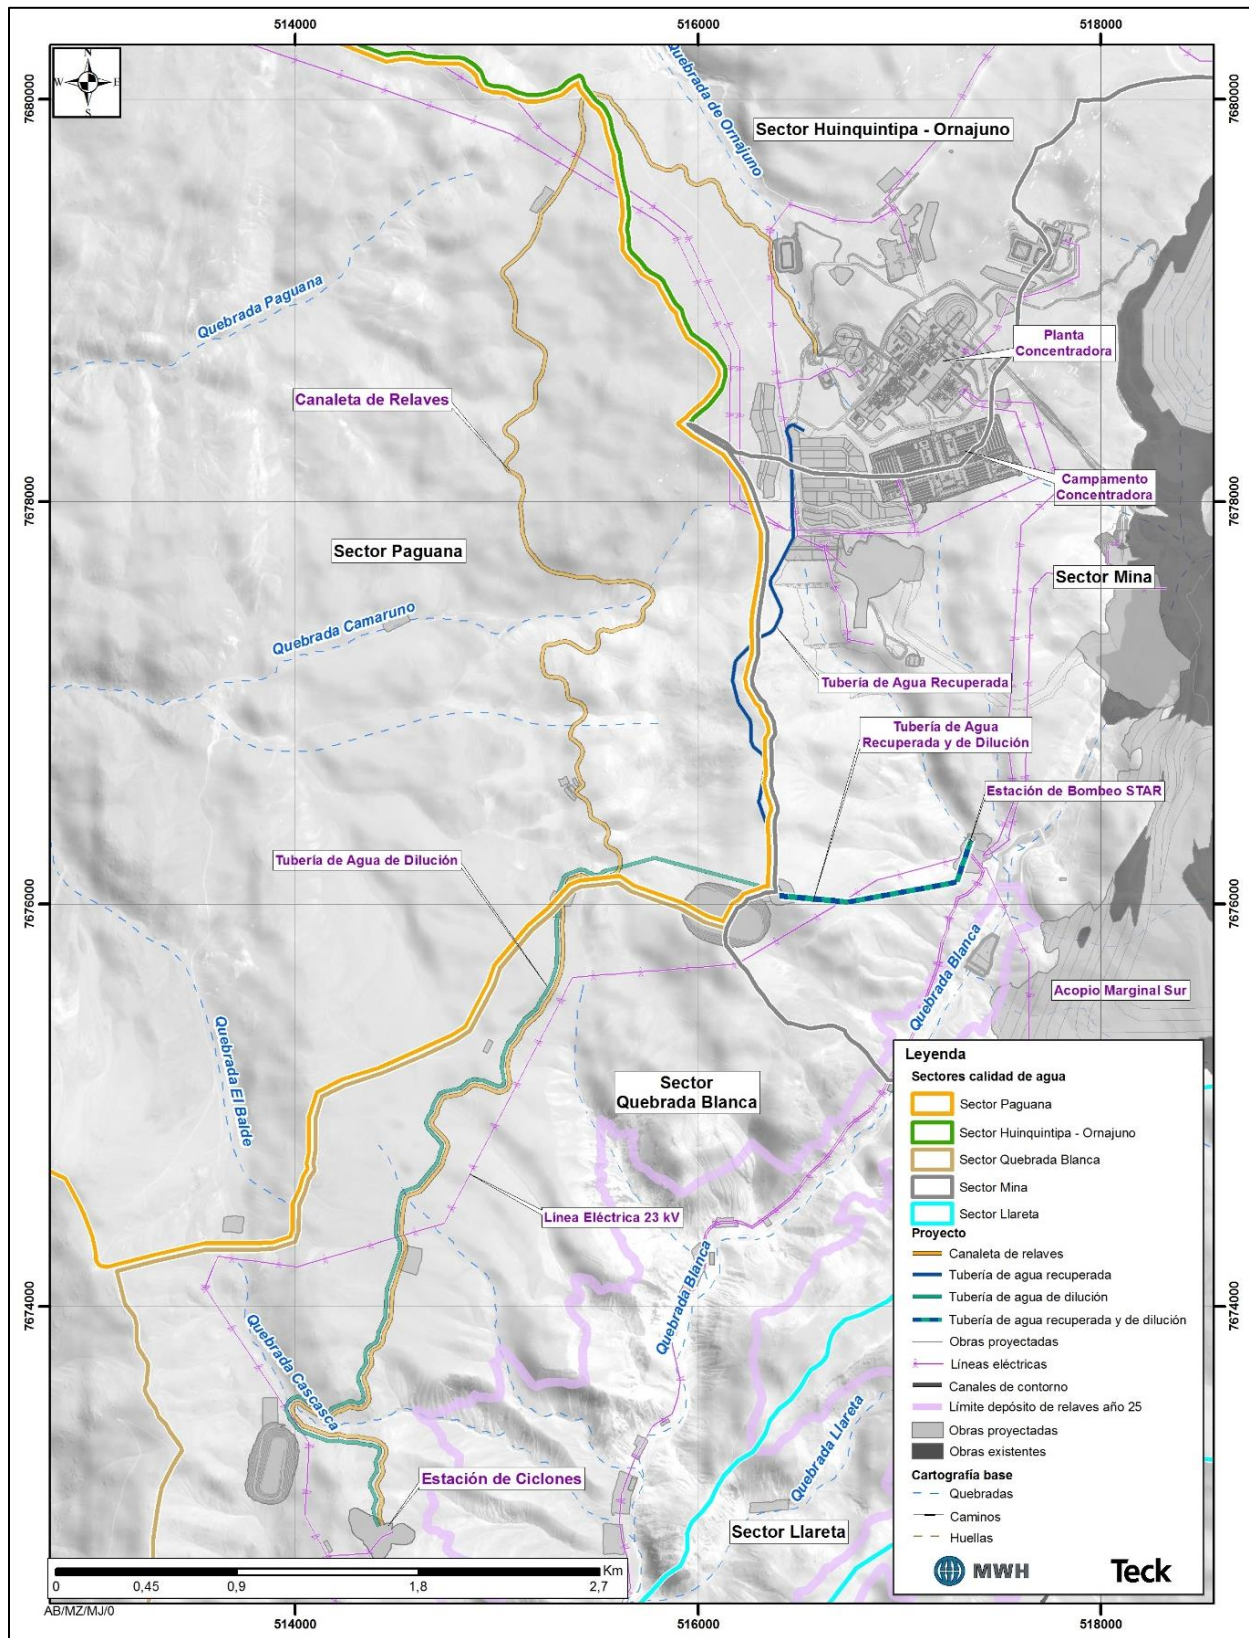 514000
516000
518000
N
W
E
S
7680000
7680000
Quebrada de Ornajuno
Sector Huinquintipa - Ornajuno
Quebrada Paguana
Planta
Concentradora
Canaleta de Relaves
Campamento
Concentradora
7678000
7678000
Sector Paguana
Sector Mina
Quebrada Camaruno
Tubería de Agua Recuperada
Tubería de Agua
Recuperada y de Dilución
Estación de Bombeo STAR
Tubería de Agua de Dilución
7676000
7676000
Quebrada Blanca
Acopio Marginal Sur
Quebrada El Balde
Sector
Quebrada Blanca
Línea Eléctrica 23 kV
Quebrada Blanca
7674000
7674000
Quebrada Cascasca
Quebrada Llareta
Estación de Ciclones
Sector Llareta
Leyenda
Sectores calidad de agua
Sector Paguana
Sector Huinquintipa - Ornajuno
Sector Quebrada Blanca
Sector Mina
Sector Llareta
Proyecto
Canaleta de relaves
Tubería de agua recuperada
Tubería de agua de dilución
Tubería de agua recuperada y de dilución
Obras proyectadas
Líneas eléctricas
Canales de contorno
Límite depósito de relaves año 25
Obras proyectadas
Obras existentes
Cartografía base
Quebradas
Caminos
Huellas
MWH
Teck
Km
0 0,45 0,9 1,8 2,7
AB/MZ/MJ/0
514000
516000
518000